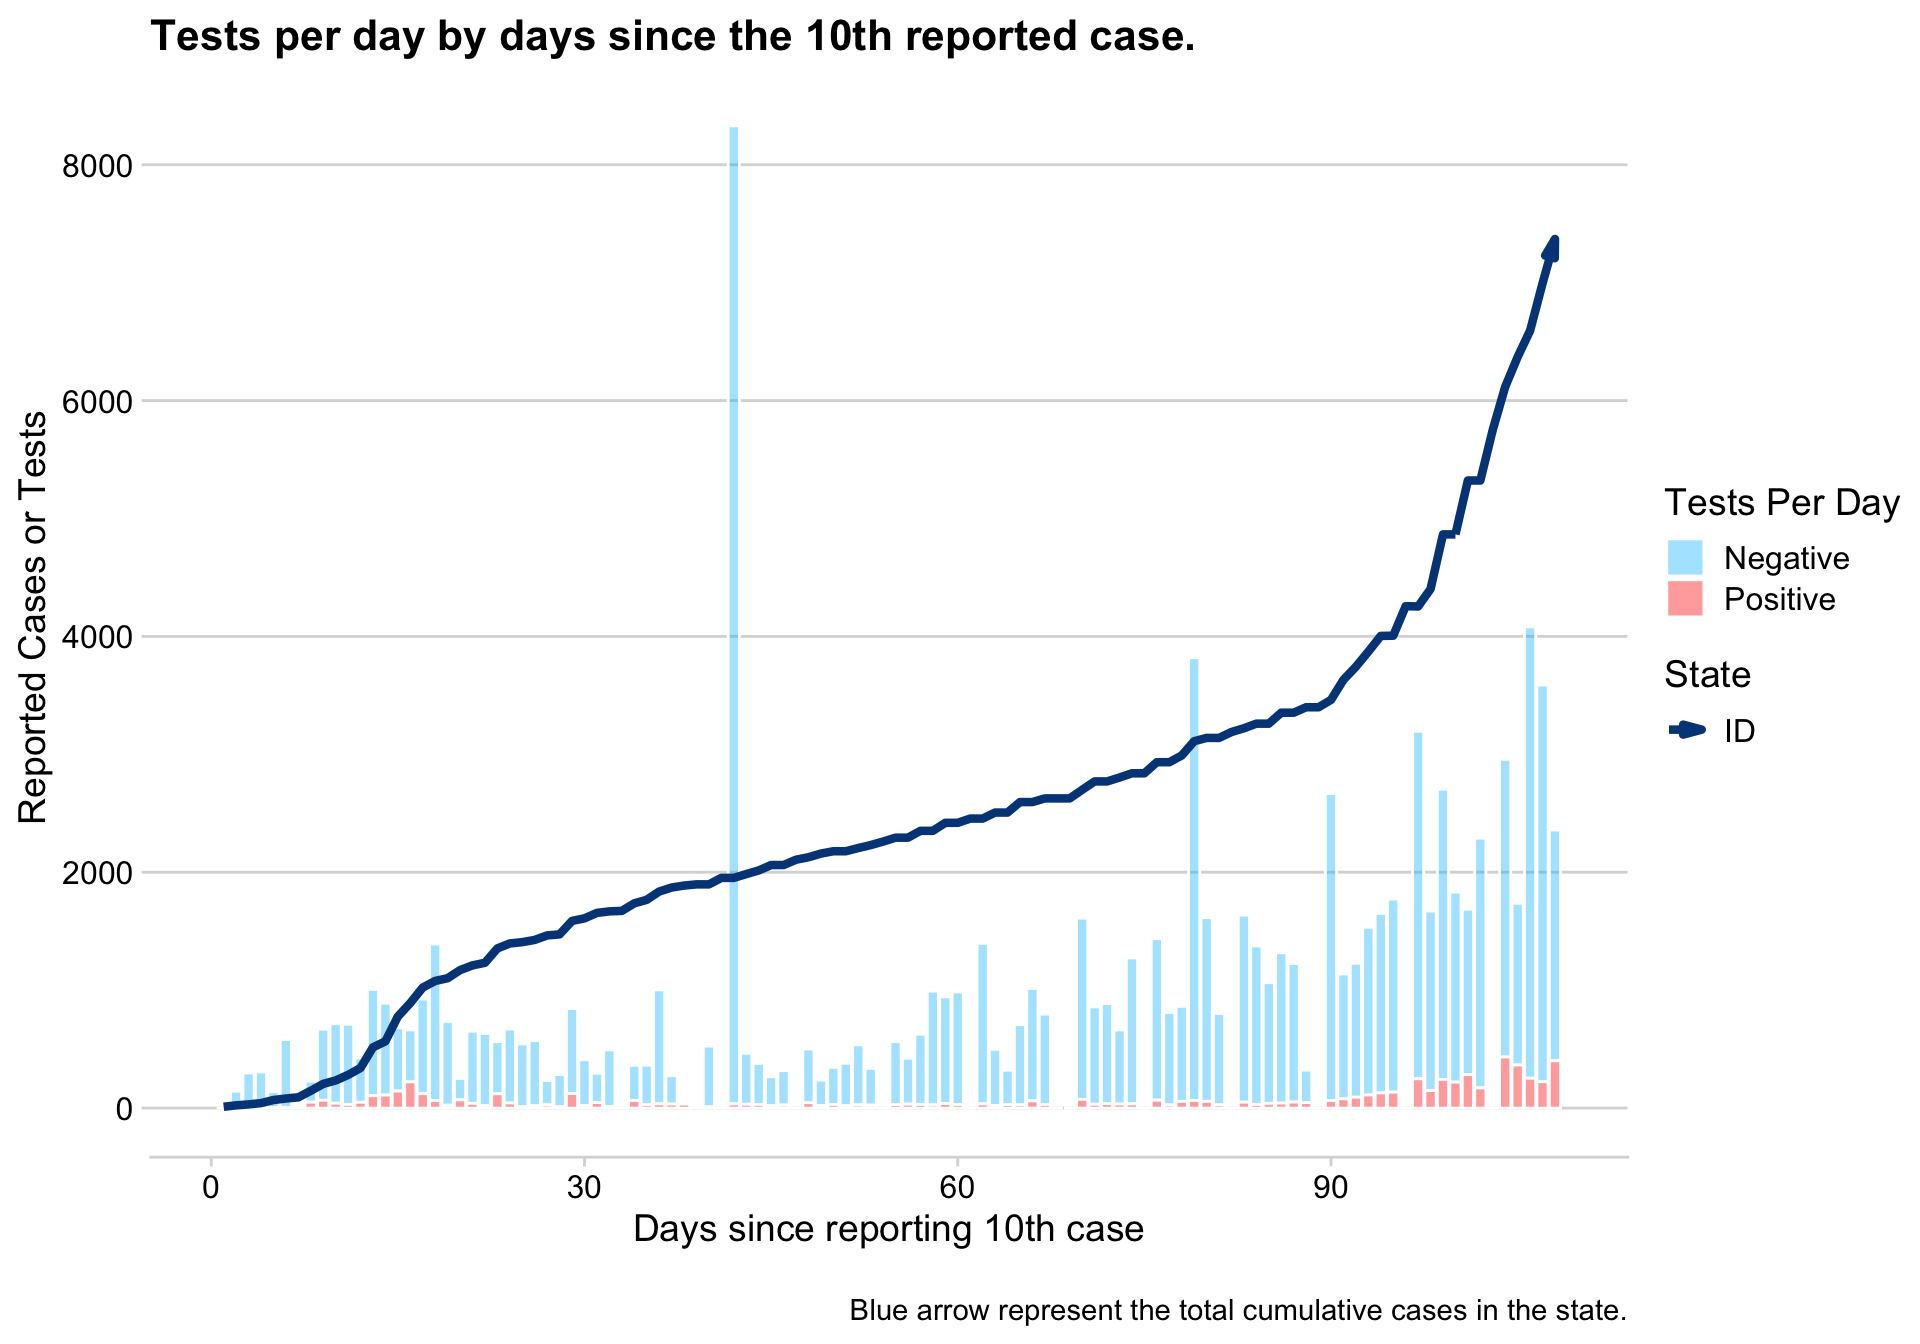 Tests per day by days since the 10th reported case.
8000
6000
4000
2000
0
Reported Cases or Tests
0 30 60 90
Days since reporting 10th case
Tests Per Day
Negative
Positive
State
ID
Blue arrow represent the total cumulative cases in the state.